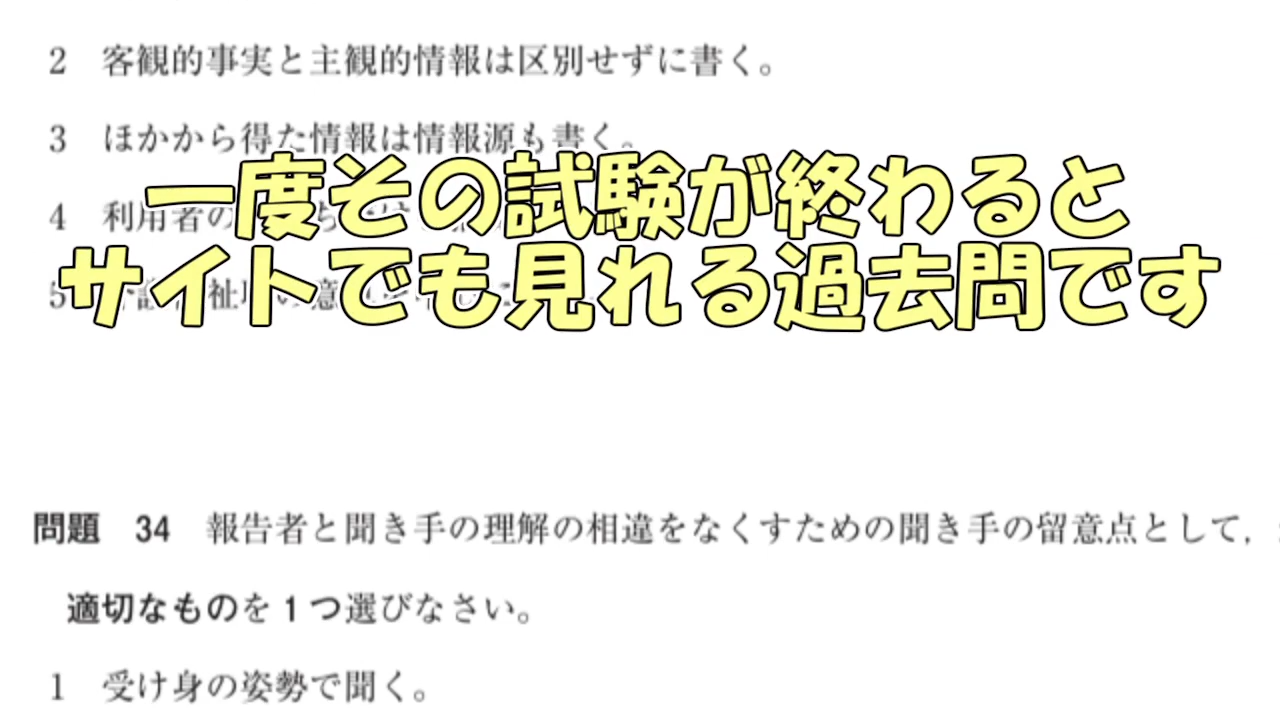 2 客観的事実と主観的情報は区別せずに書く。
3 ほかから得た情報は情報源も書く。
一度その試験が終わると
4 利用者の
サイトでも見れる過去問です
5
問題 34 報告者と聞き手の理解の相違をなくすための聞き手の留意点として,
適切なものを1つ選びなさい。
1 受け身の姿勢で聞く。